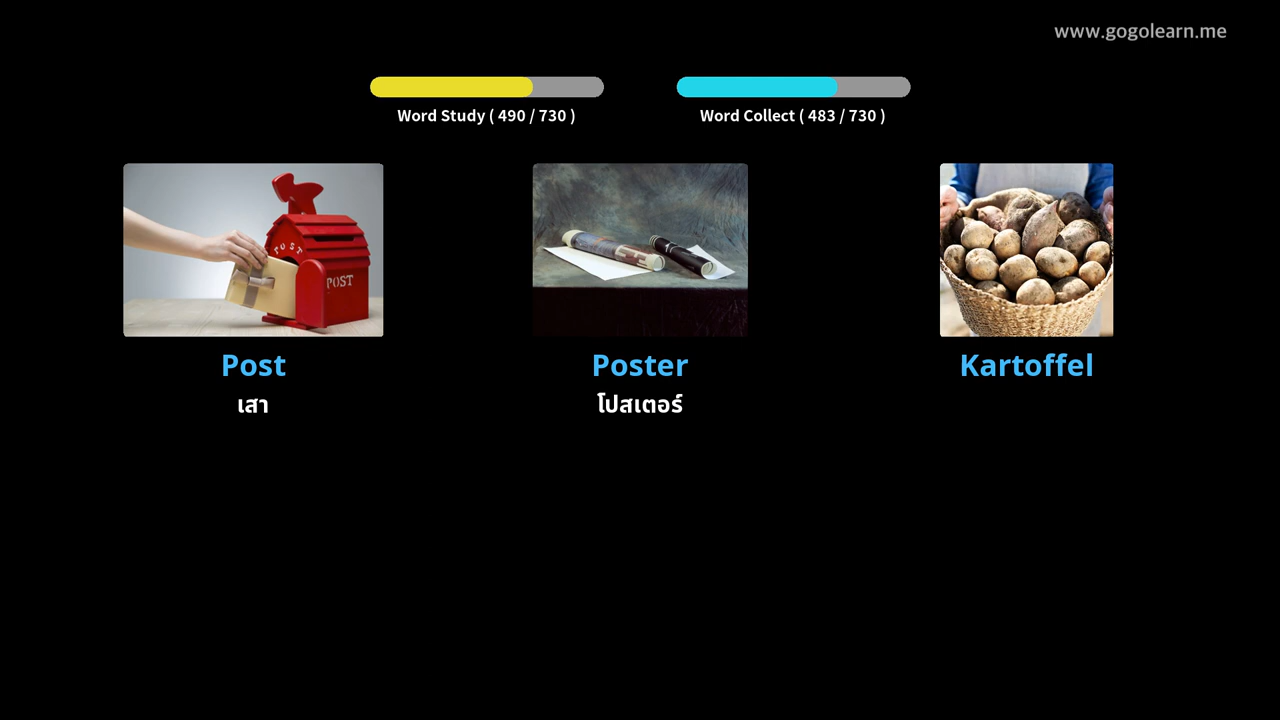 www.gogolearn.me
Word Study ( 490 / 730 )
Word Collect ( 483 / 730 )
POST
POST
Post
Poster
Kartoffel
เสา
โปสเตอร์